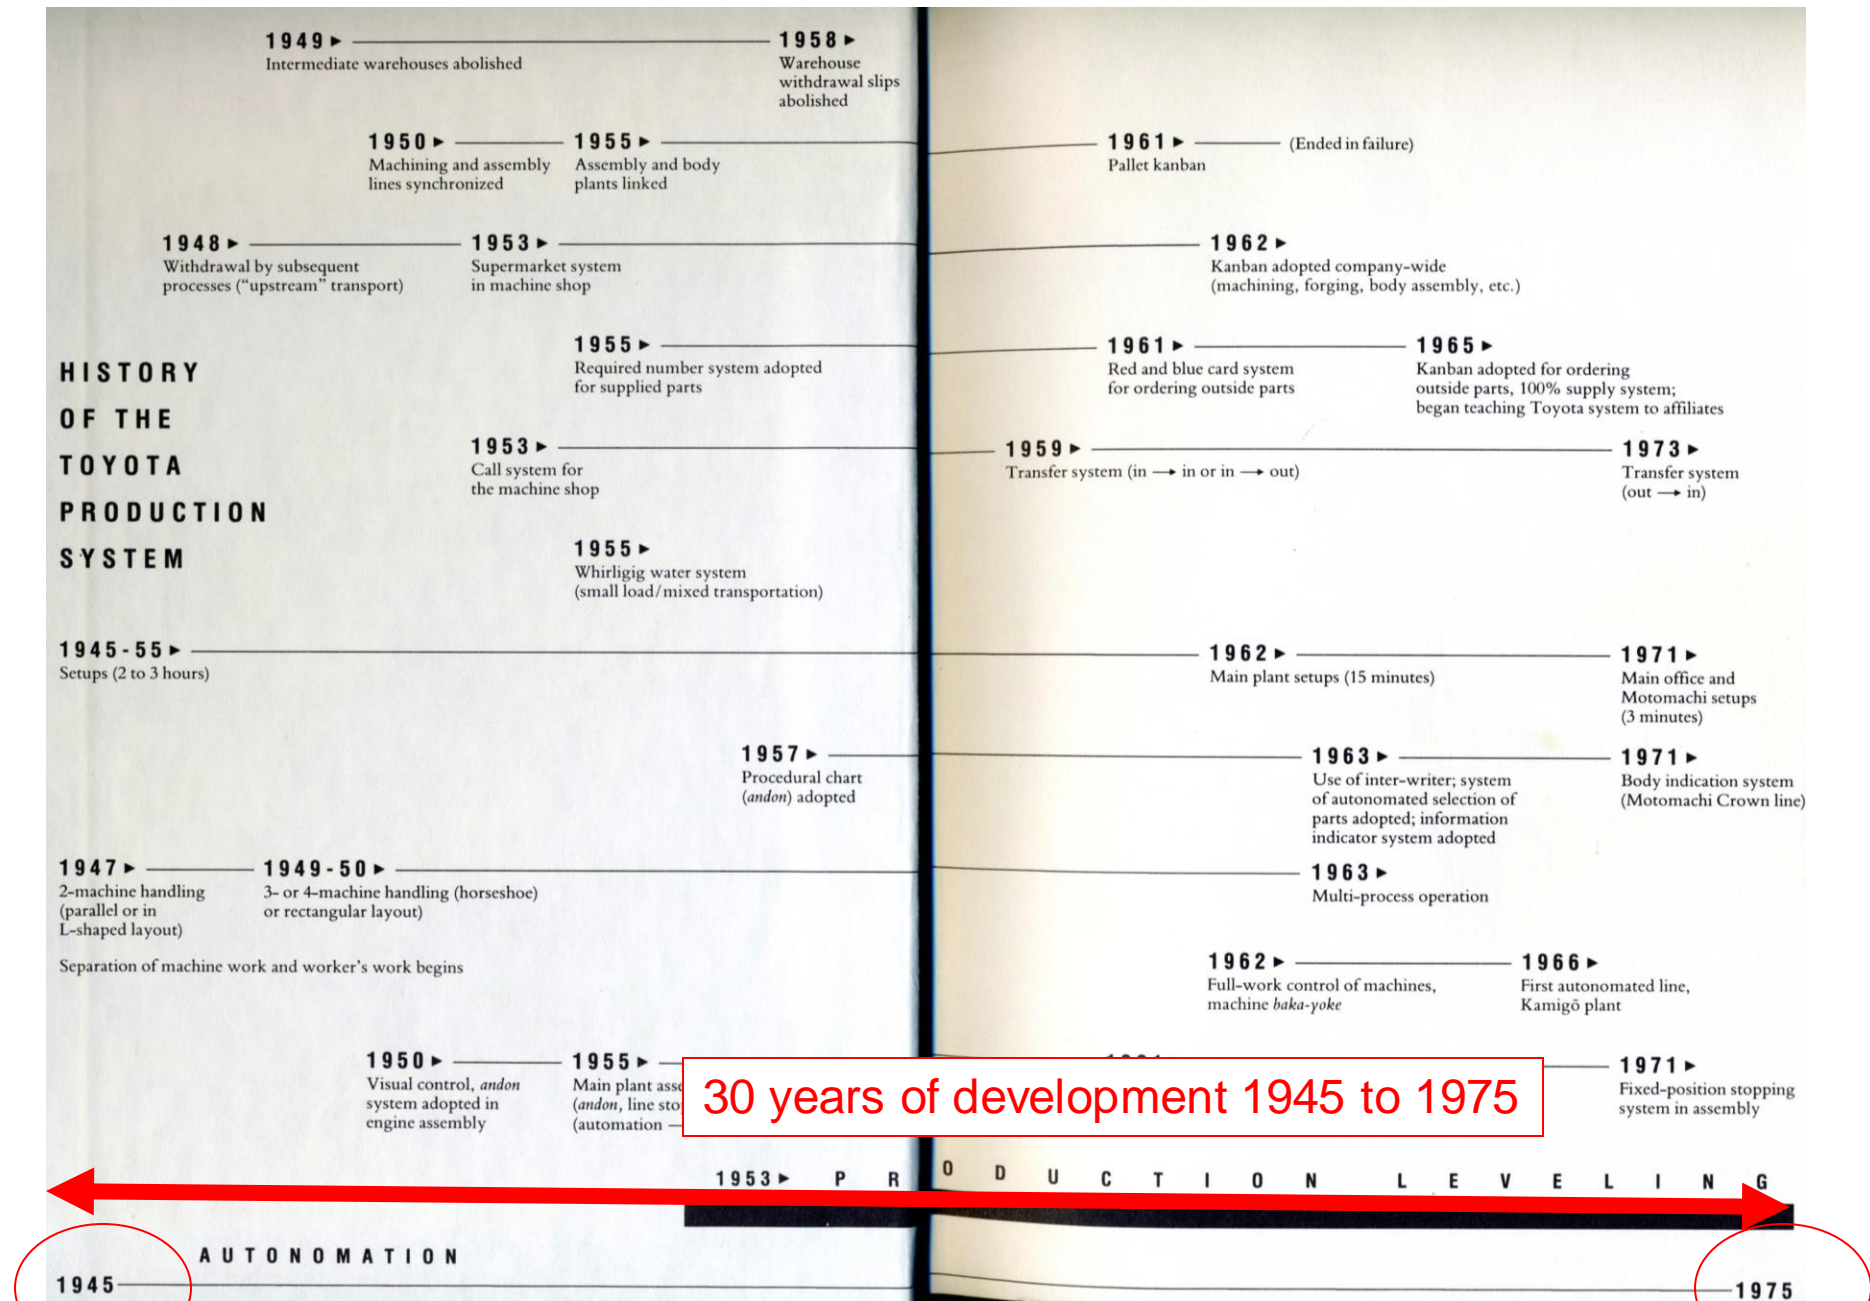 1949 ▸
Intermediate warehouses abolished
1958 ▸
Warehouse
withdrawal slips
abolished
1950 ▸
Machining and assembly
lines synchronized
1955 ▸
Assembly and body
plants linked
1961 ▸
Pallet kanban
(Ended in failure)
1948 ▸
Withdrawal by subsequent
processes (“upstream” transport)
1953 ▸
Supermarket system
in machine shop
1962 ▸
Kanban adopted company-wide
(machining, forging, body assembly, etc.)
HISTORY
OF THE
TOYOTA
PRODUCTION
SYSTEM
1955 ▸
Required number system adopted
for supplied parts
1961 ▸
Red and blue card system
for ordering outside parts
1965 ▸
Kanban adopted for ordering
outside parts, 100% supply system;
began teaching Toyota system to affiliates
1953 ▸
Call system for
the machine shop
1959 ▸
Transfer system (in → in or in → out)
1973 ▸
Transfer system
(out → in)
1955 ▸
Whirligig water system
(small load/mixed transportation)
1945-55 ▸
Setups (2 to 3 hours)
1962 ▸
Main plant setups (15 minutes)
1971 ▸
Main office and
Motomachi setups
(3 minutes)
1957 ▸
Procedural chart
(andon) adopted
1963 ▸
Use of inter-writer; system
of autonomated selection of
parts adopted; information
indicator system adopted
1971 ▸
Body indication system
(Motomachi Crown line)
1947 ▸
2-machine handling
(parallel or in
L-shaped layout)
1949-50 ▸
3- or 4-machine handling (horseshoe)
or rectangular layout)
1963 ▸
Multi-process operation
Separation of machine work and worker's work begins
1962 ▸
Full-work control of machines,
machine baka-yoke
1966 ▸
First autonomated line,
Kamigō plant
1950 ▸
Visual control, andon
system adopted in
engine assembly
1955 ▸
Main plant
(andon, line
(automation —
30 years of development 1945 to 1975
1971 ▸
Fixed-position stopping
system in assembly
1953 ▸ PRODUCTION LEVELING
AUTONOMATION
1945
1975